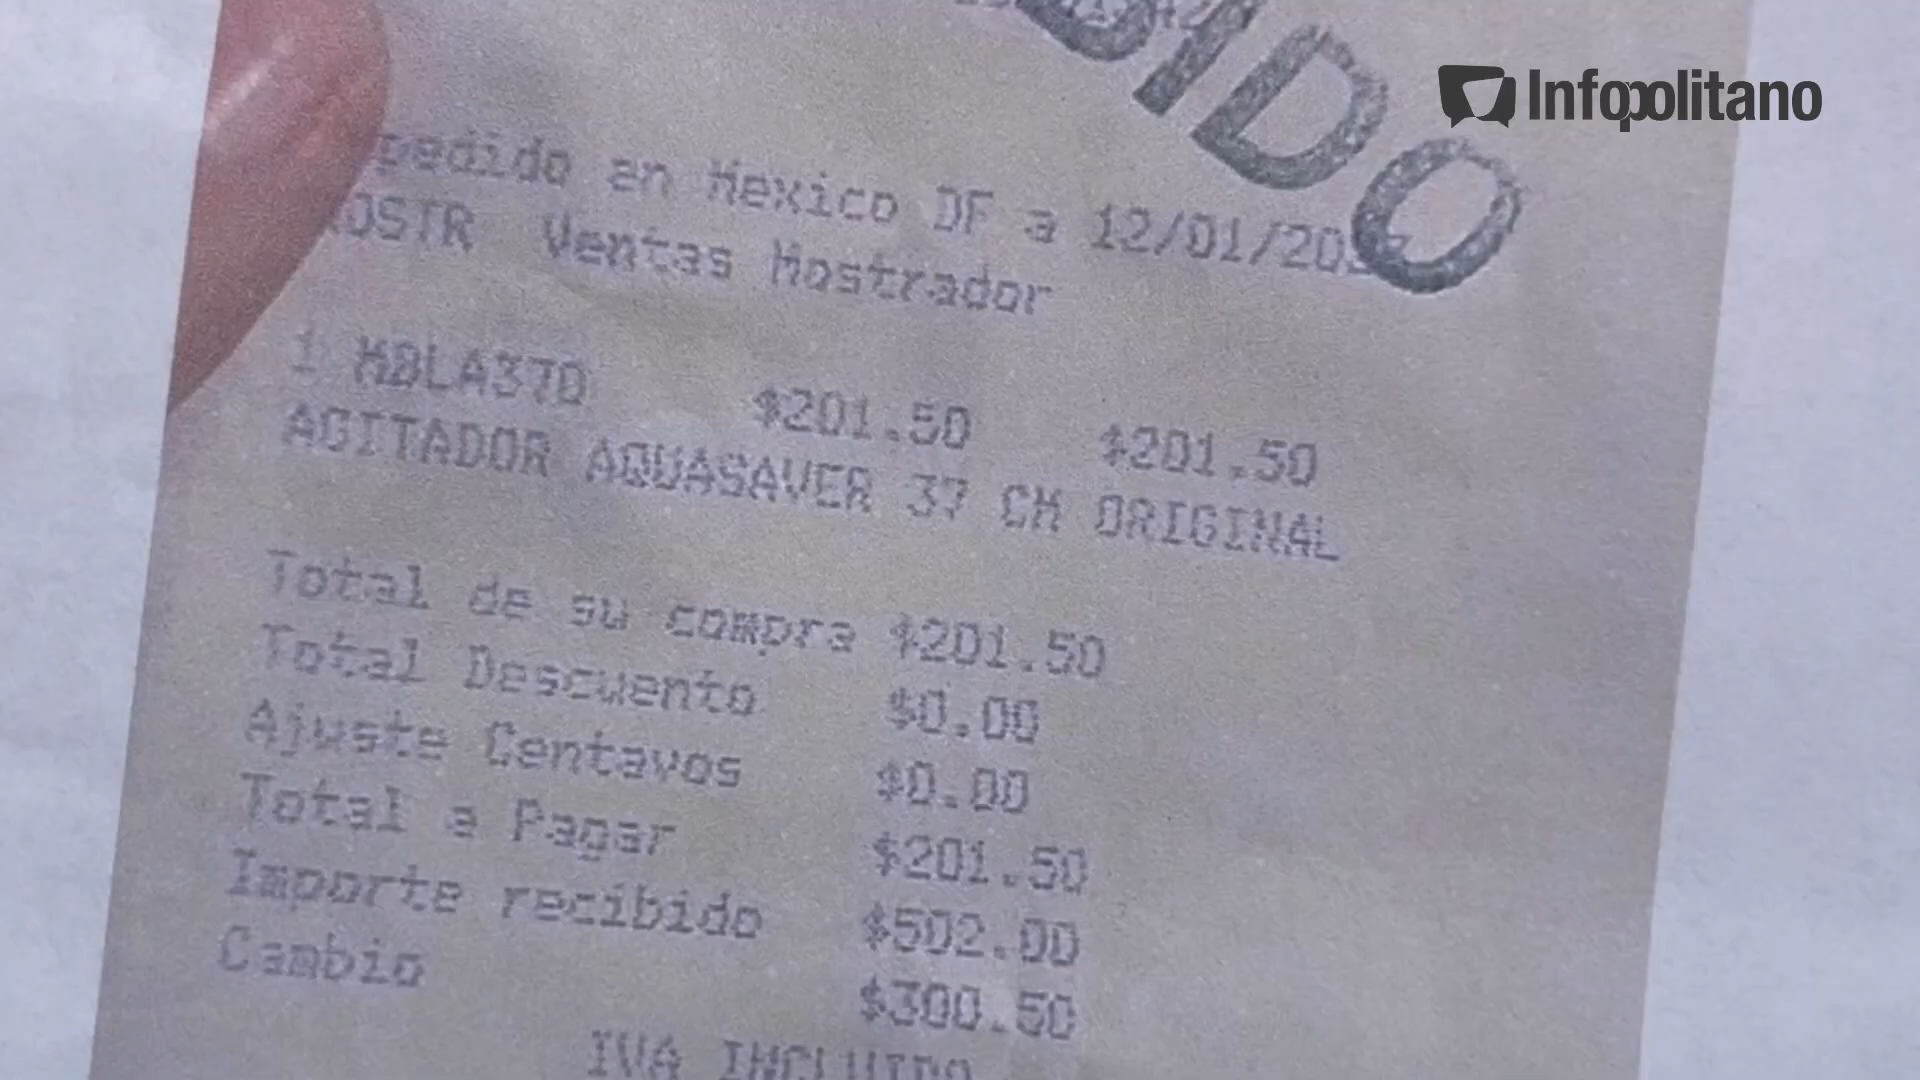 Infopolitano
pedido en Mexico DF a 12/01/20
OSTR Ventas Mostrador
1 MBLA37D $201.50 $201.50
AGITADOR AQUASAVER 37 CM ORIGINAL
Total de su compra $201.50
Total Descuento $0.00
Ajuste Centavos $0.00
Total a Pagar $201.50
Importe recibido $502.00
Cambio $300.50
IVA INCLUIDO